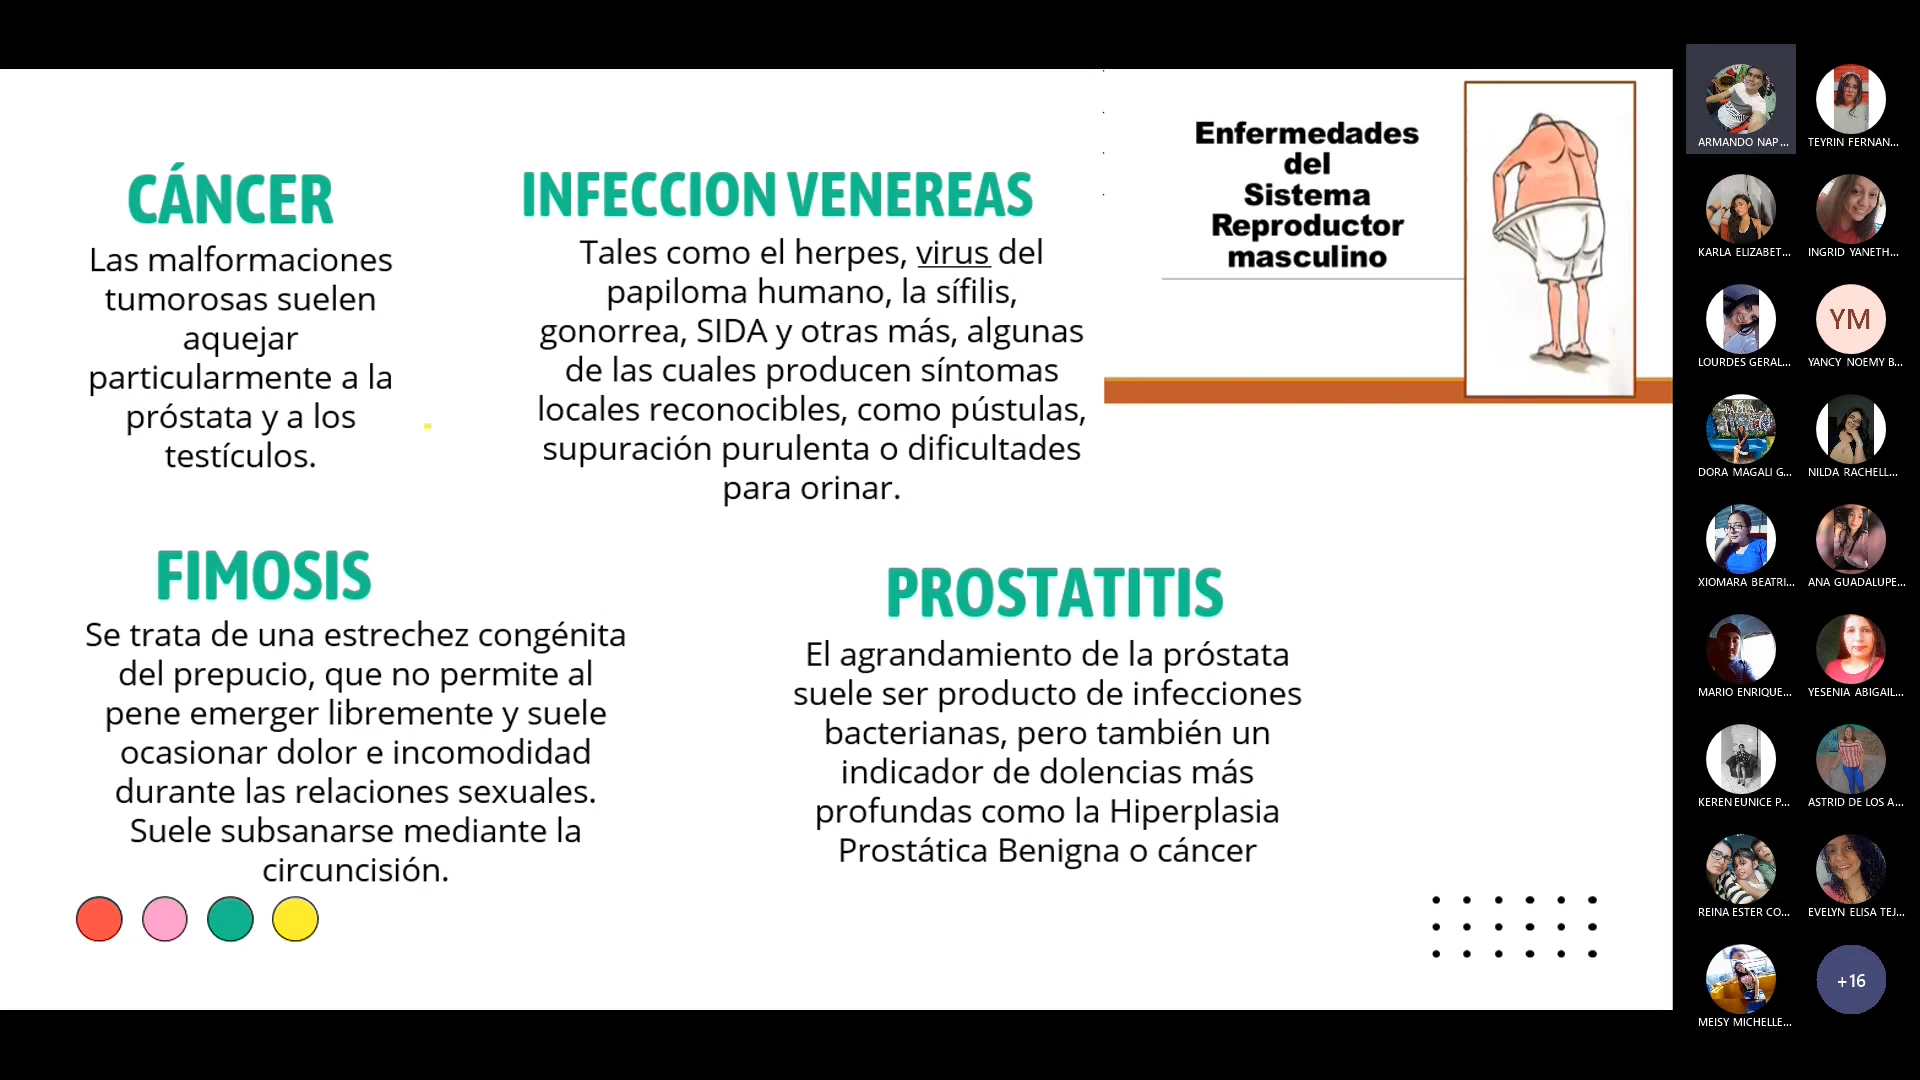 CÁNCER
Las malformaciones
tumorosas suelen
aquejar
particularmente a la
próstata y a los
testículos.
INFECCION VENEREAS
Tales como el herpes, virus del
papiloma humano, la sífilis,
gonorrea, SIDA y otras más, algunas
de las cuales producen síntomas
locales reconocibles, como pústulas,
supuración purulenta o dificultades
para orinar.
Enfermedades
del
Sistema
Reproductor
masculino
FIMOSIS
Se trata de una estrechez congénita
del prepucio, que no permite al
pene emerger libremente y suele
ocasionar dolor e incomodidad
durante las relaciones sexuales.
Suele subsanarse mediante la
circuncisión.
PROSTATITIS
El agrandamiento de la próstata
suele ser producto de infecciones
bacterianas, pero también un
indicador de dolencias más
profundas como la Hiperplasia
Prostática Benigna o cáncer
ARMANDO NAP...
TEYRIN FERNAN...
KARLA ELIZABET...
INGRID YANETH...
LOURDES GERAL...
YM
YANCY NOEMY B...
DORA MAGALI G...
NILDA RACHELL...
XIOMARA BEATRI...
ANA GUADALUPE...
MARIO ENRIQUE...
YESENIA ABIGAIL...
KEREN EUNICE P...
ASTRID DE LOS A...
REINA ESTER CO...
EVELYN ELISA TEJ...
MEISY MICHELLE...
+16